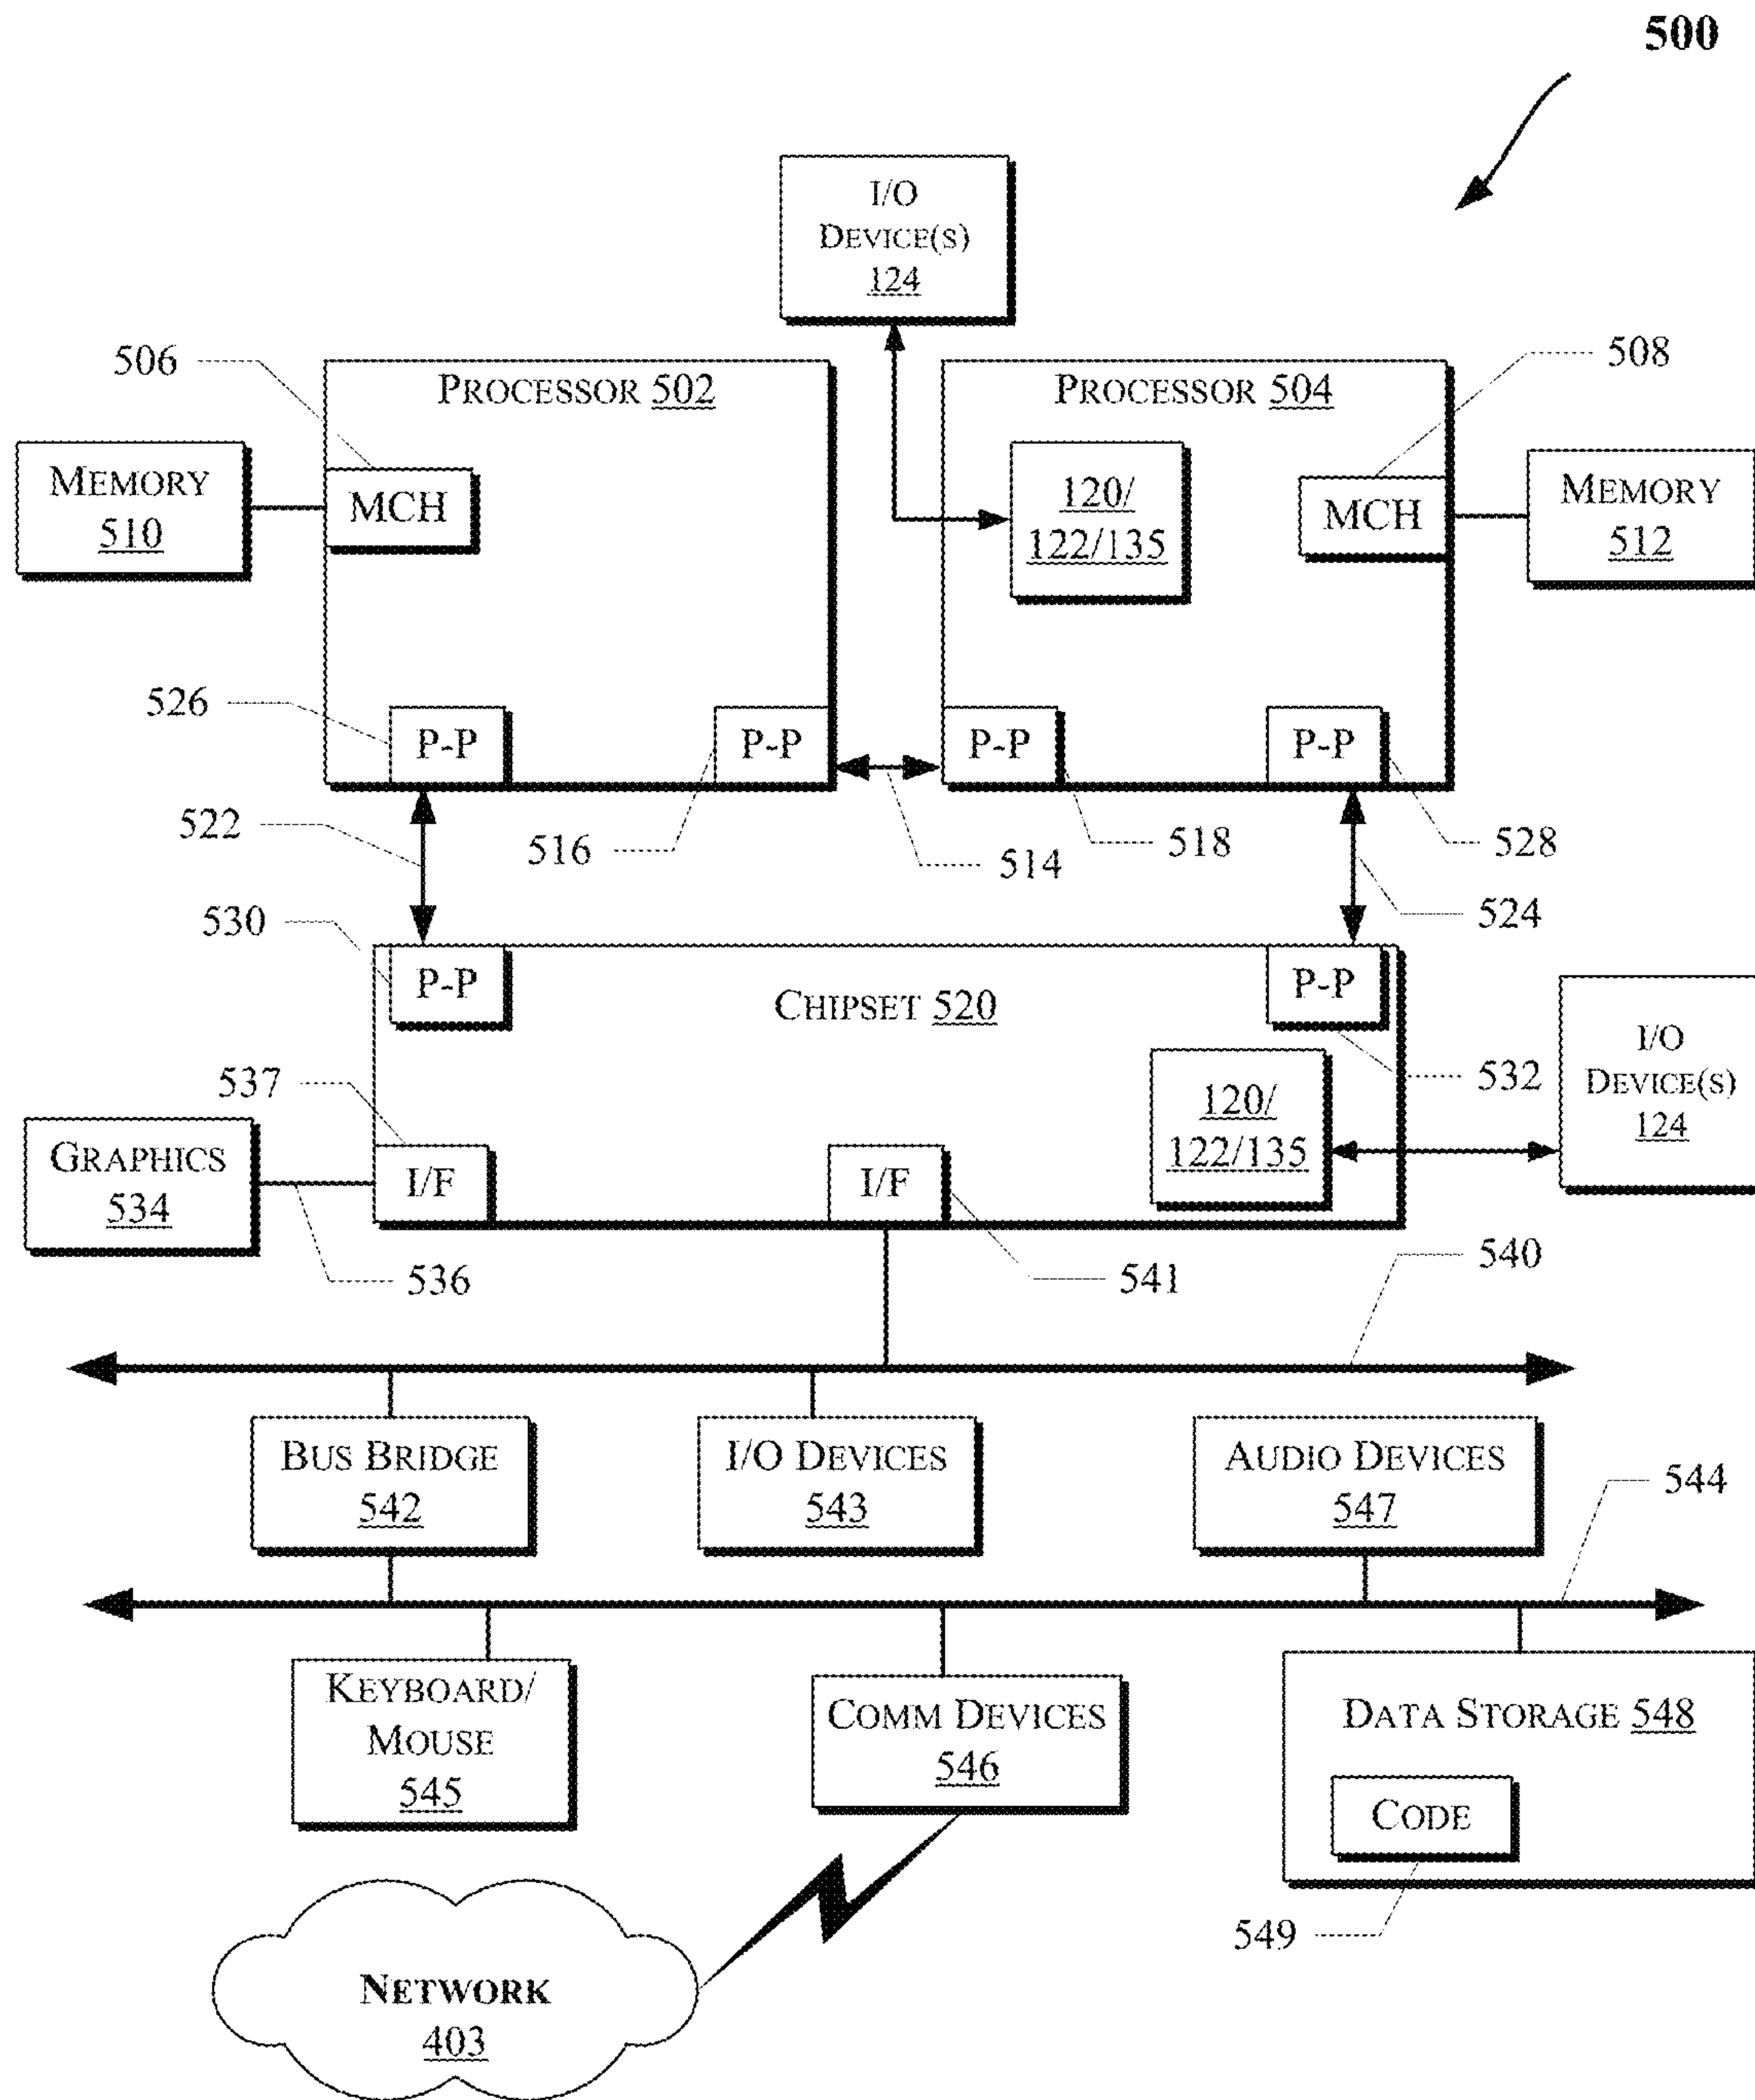 500
I/O
DEVICE(S)
124
506
PROCESSOR 502
PROCESSOR 504
508
MEMORY
510
MCH
120/
122/135
MCH
MEMORY
512
526
P-P
P-P
P-P
P-P
522
516
514
518
528
524
530
P-P
CHIPSET 520
P-P
I/O
DEVICE(S)
124
532
537
120/
122/135
GRAPHICS
534
I/F
I/F
536
541
540
BUS BRIDGE
542
I/O DEVICES
543
AUDIO DEVICES
547
544
KEYBOARD/
MOUSE
545
COMM DEVICES
546
DATA STORAGE 548
CODE
549
NETWORK
403